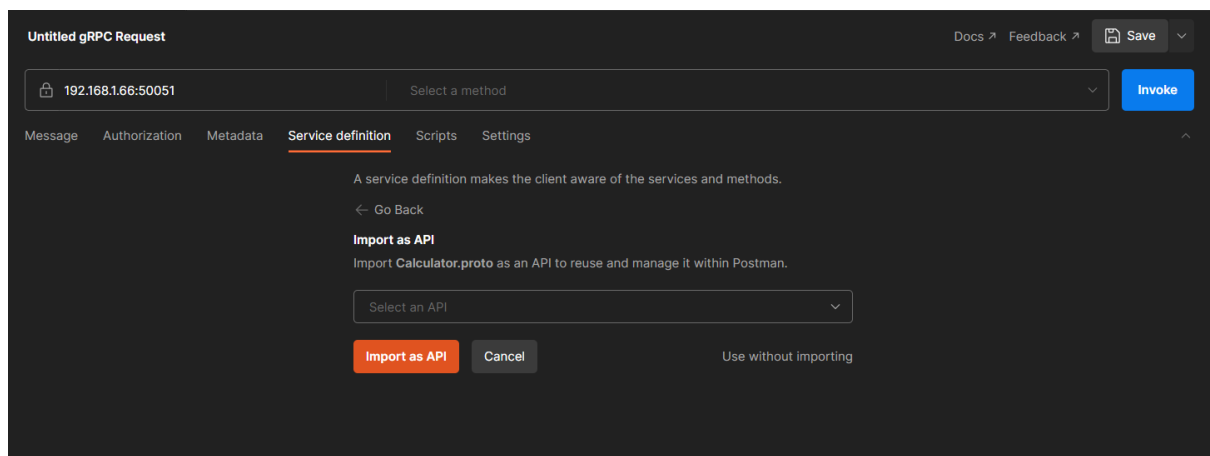 Untitled gRPC Request
Docs ↗ Feedback ↗ Save
192.168.1.66:50051 Select a method Invoke
Message Authorization Metadata Service definition Scripts Settings
A service definition makes the client aware of the services and methods.
← Go Back
Import as API
Import Calculator.proto as an API to reuse and manage it within Postman.
Select an API
Import as API Cancel Use without importing